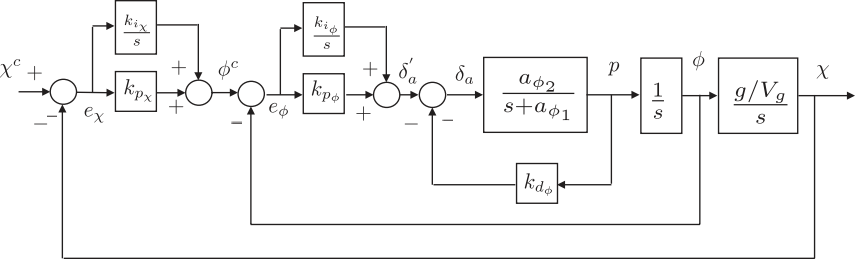 χ^c + − − e_χ
k_{i_χ} / s
k_{p_χ}
+ +
φ^c − e_φ
k_{i_φ} / s
k_{p_φ}
+ +
δ_a' − − δ_a
a_{φ_2} / s+a_{φ_1}
p
k_{d_φ}
1 / s
φ
g/V_g / s
χ